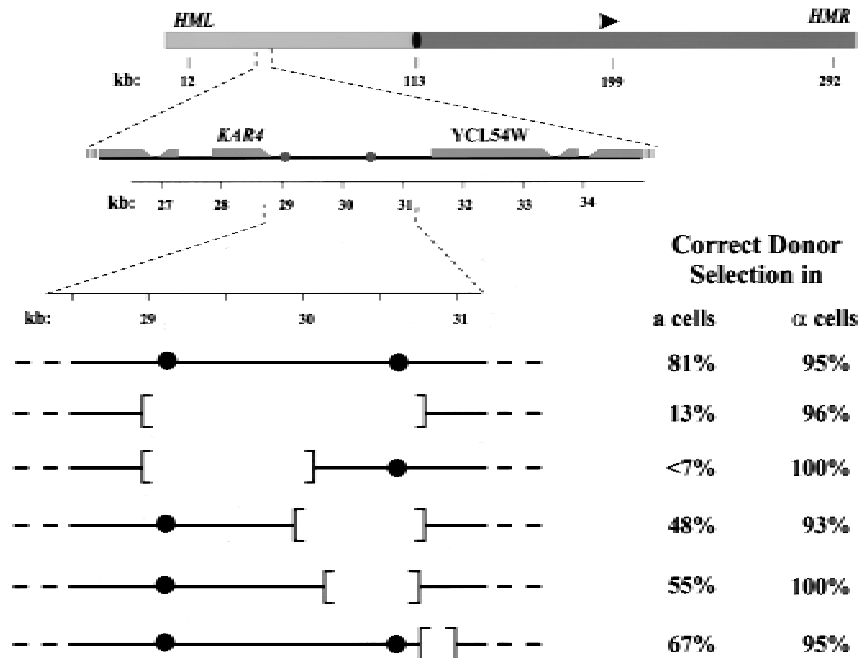 HML HMR
kb: 12 113 199 292
KAR4 YCL54W
kb: 27 28 29 30 31 32 33 34
Correct Donor
Selection in
kb: 29 30 31 a cells α cells
81% 95%
13% 96%
<7% 100%
48% 93%
55% 100%
67% 95%